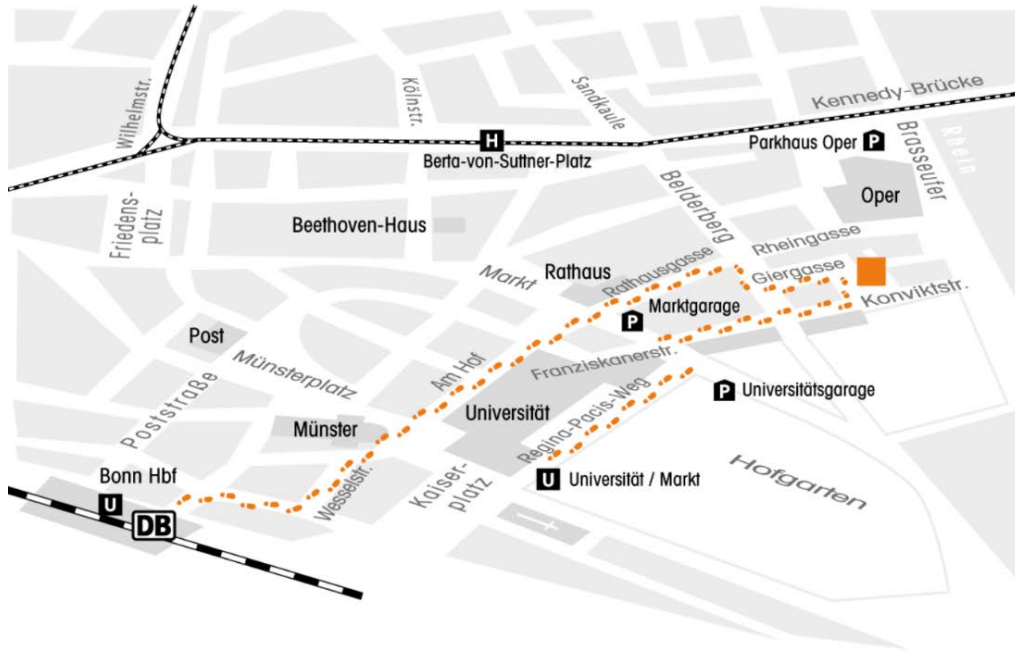 Wilhelmstr.
Kölnstr.
Sandkaule
Kennedy-Brücke
H
Berta-von-Suttner-Platz
Parkhaus Oper P
Brasseufer
Rhein
Friedens-
platz
Beethoven-Haus
Belderberg
Oper
Rheingasse
Markt
Rathaus
Rathausgasse
Giergasse
Konviktstr.
P
Marktgarage
Post
Münsterplatz
Am Hof
Franziskanerstr.
P Universitätsgarage
Poststraße
Münster
Universität
Regina-Pacis-Weg
Bonn Hbf
U
DB
Wesselstr.
Kaiser-
platz
U Universität / Markt
Hofgarten